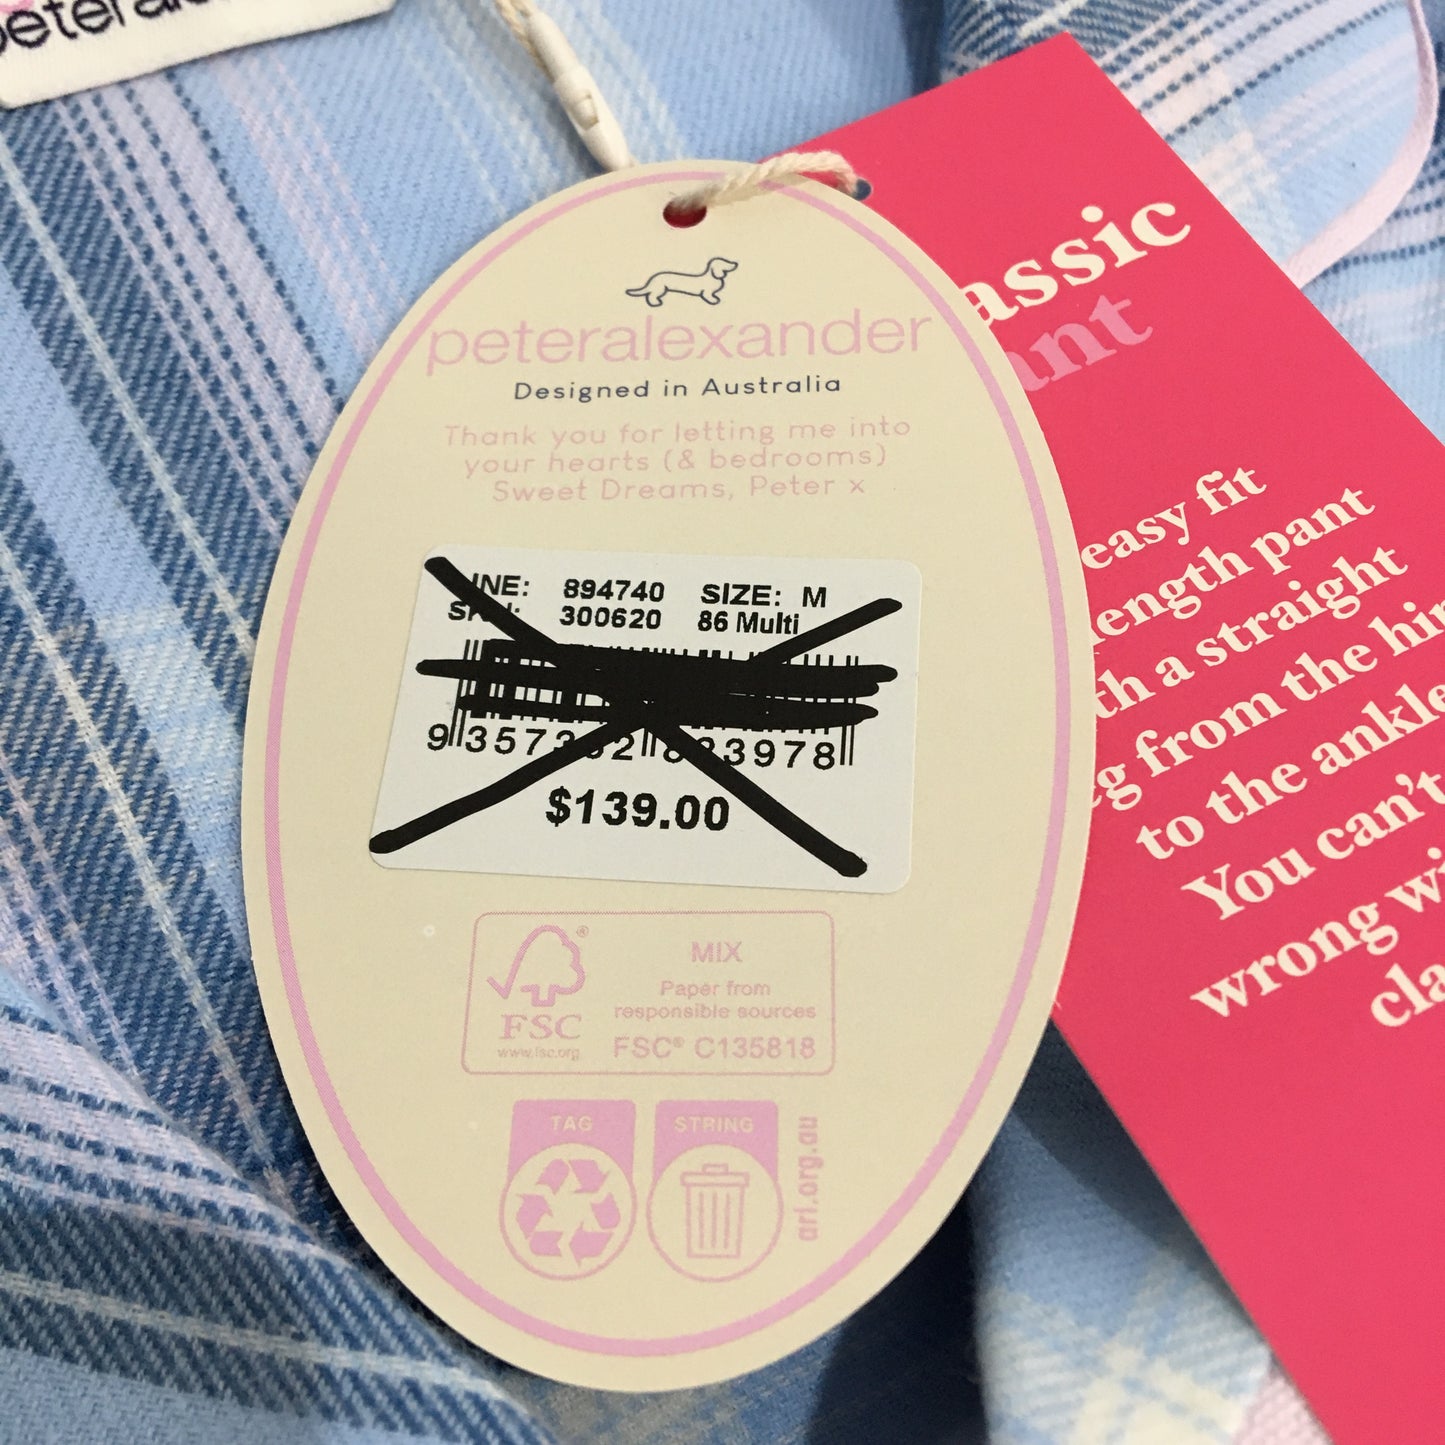 peteralexander
Designed in Australia
Thank you for letting me into
your hearts (& bedrooms)
Sweet Dreams, Peter x
894740 SIZE: M
300620 86 Multi
$139.00
MIX
Paper from
responsible sources
FSC® C135818
FSC®
www.fsc.org
TAG
STRING
arl.org.au
assic
ant
easy fit
length pant
a straight
from the
to the ankle
You can't
wrong